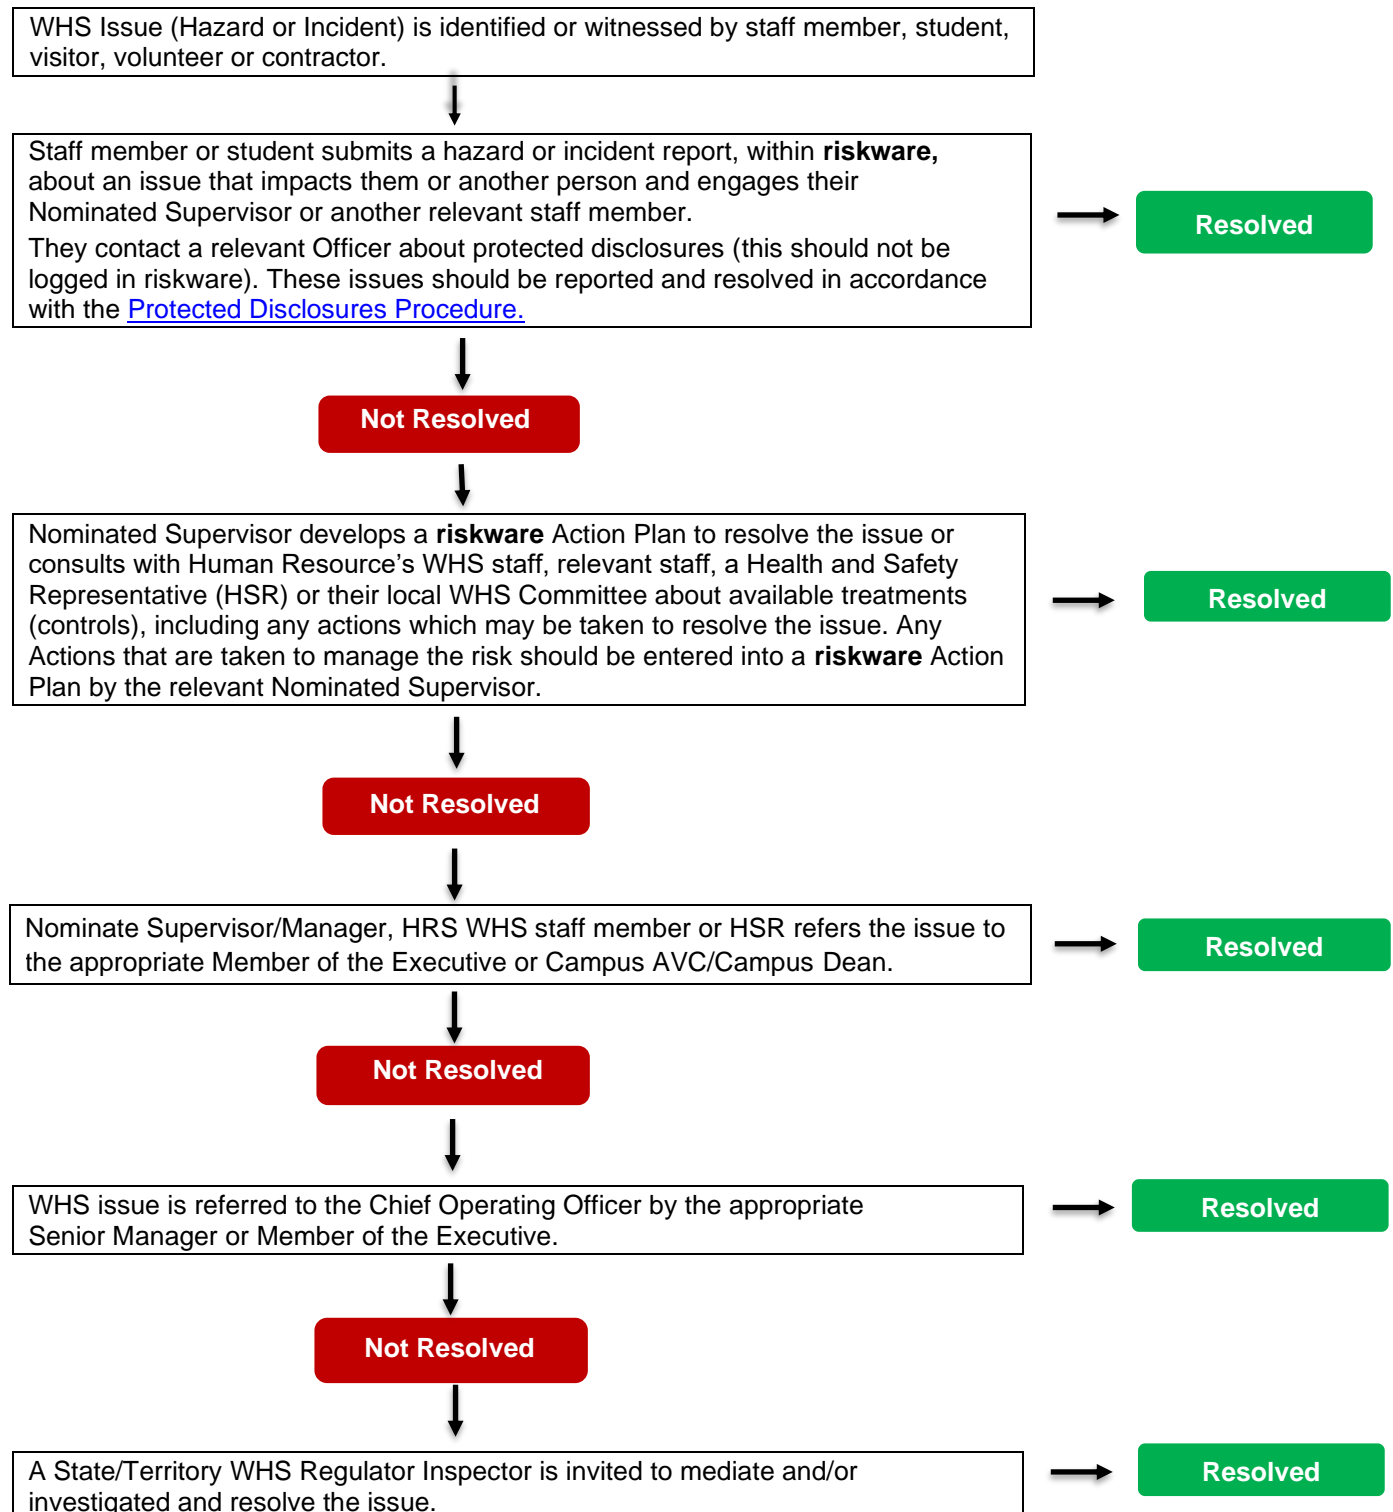 WHS Issue (Hazard or Incident) is identified or witnessed by staff member, student,
visitor, volunteer or contractor.
Staff member or student submits a hazard or incident report, within riskware,
about an issue that impacts them or another person and engages their
Nominated Supervisor or another relevant staff member.
They contact a relevant Officer about protected disclosures (this should not be
logged in riskware). These issues should be reported and resolved in accordance
with the Protected Disclosures Procedure.
Resolved
Not Resolved
Nominated Supervisor develops a riskware Action Plan to resolve the issue or
consults with Human Resource’s WHS staff, relevant staff, a Health and Safety
Representative (HSR) or their local WHS Committee about available treatments
(controls), including any actions which may be taken to resolve the issue. Any
Actions that are taken to manage the risk should be entered into a riskware Action
Plan by the relevant Nominated Supervisor.
Resolved
Not Resolved
Nominate Supervisor/Manager, HRS WHS staff member or HSR refers the issue to
the appropriate Member of the Executive or Campus AVC/Campus Dean.
Resolved
Not Resolved
WHS issue is referred to the Chief Operating Officer by the appropriate
Senior Manager or Member of the Executive.
Resolved
Not Resolved
A State/Territory WHS Regulator Inspector is invited to mediate and/or
investigated and resolve the issue.
Resolved